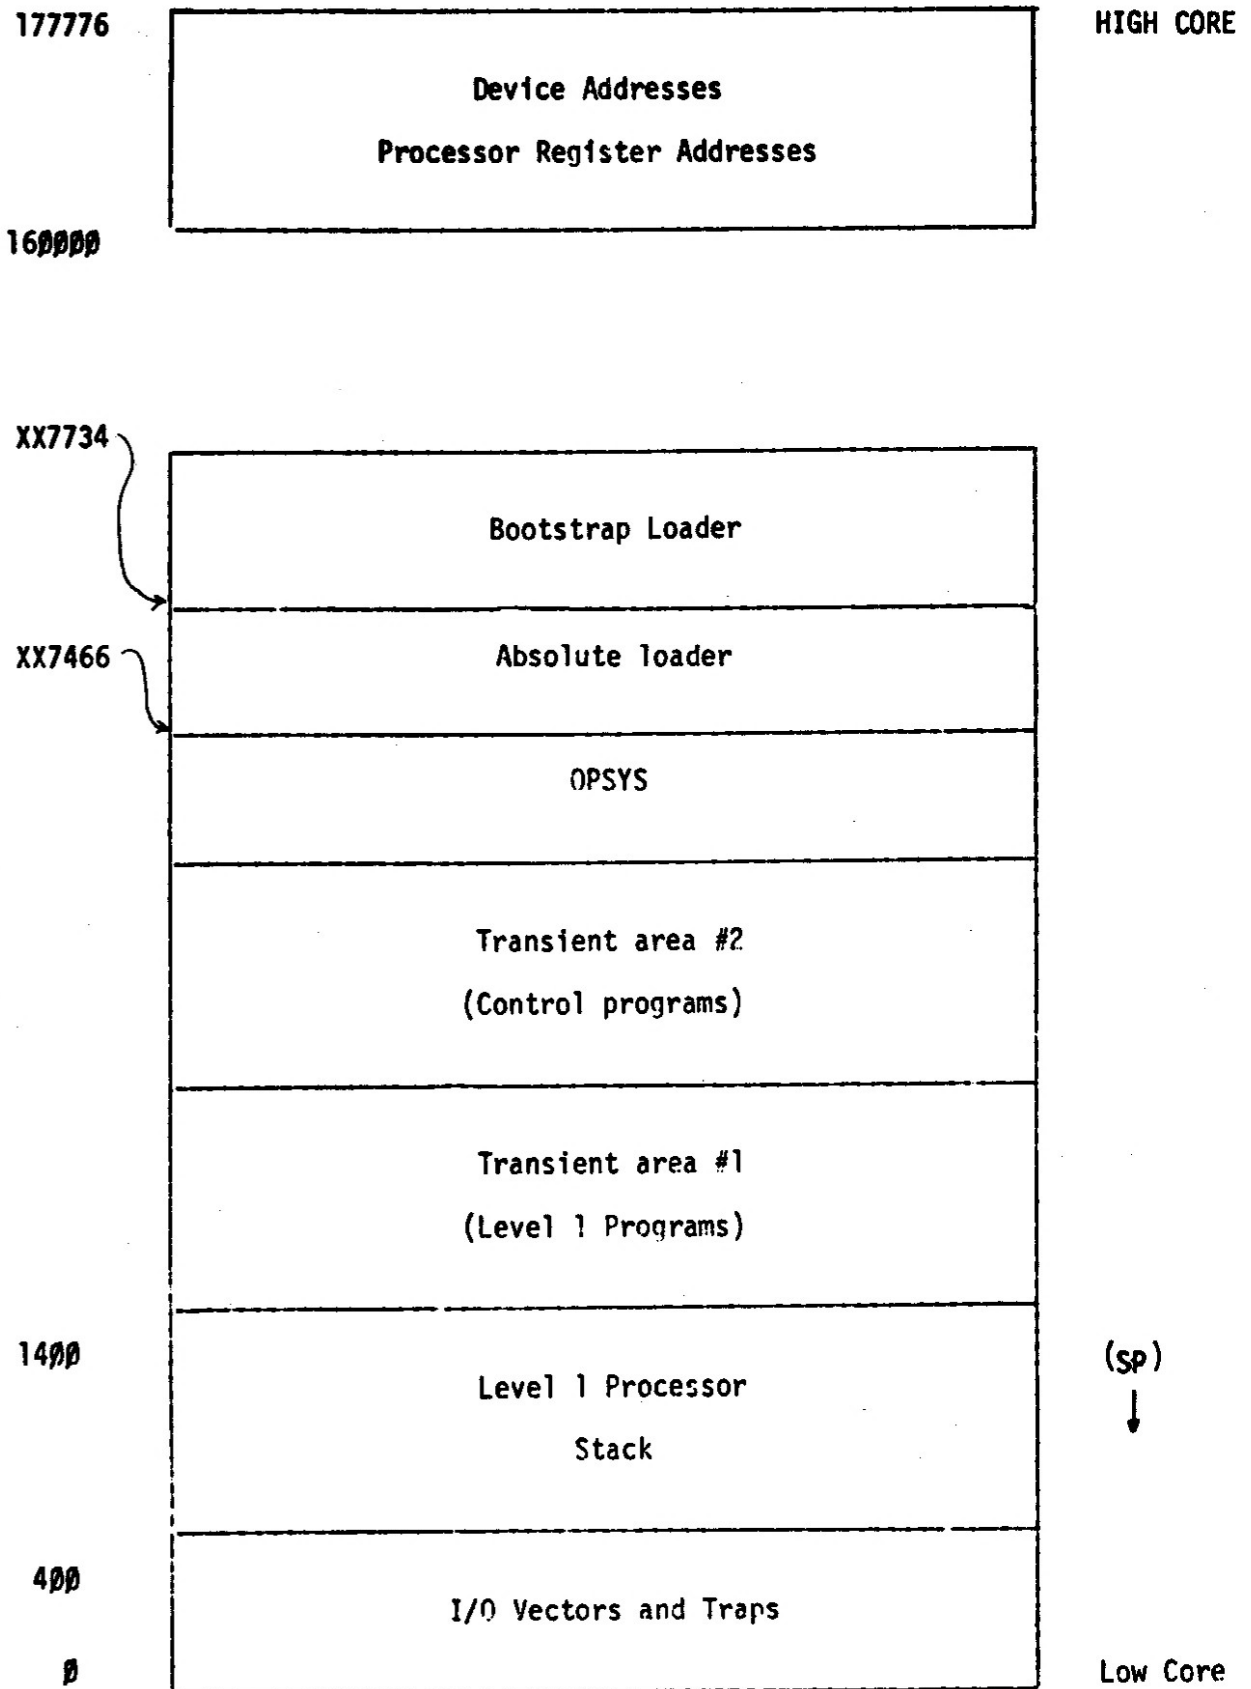 177776
HIGH CORE
Device Addresses
Processor Register Addresses
160000
XX7734
Bootstrap Loader
XX7466
Absolute loader
OPSYS
Transient area #2
(Control programs)
Transient area #1
(Level 1 Programs)
1400
(SP)
Level 1 Processor
Stack
400
I/O Vectors and Traps
0
Low Core